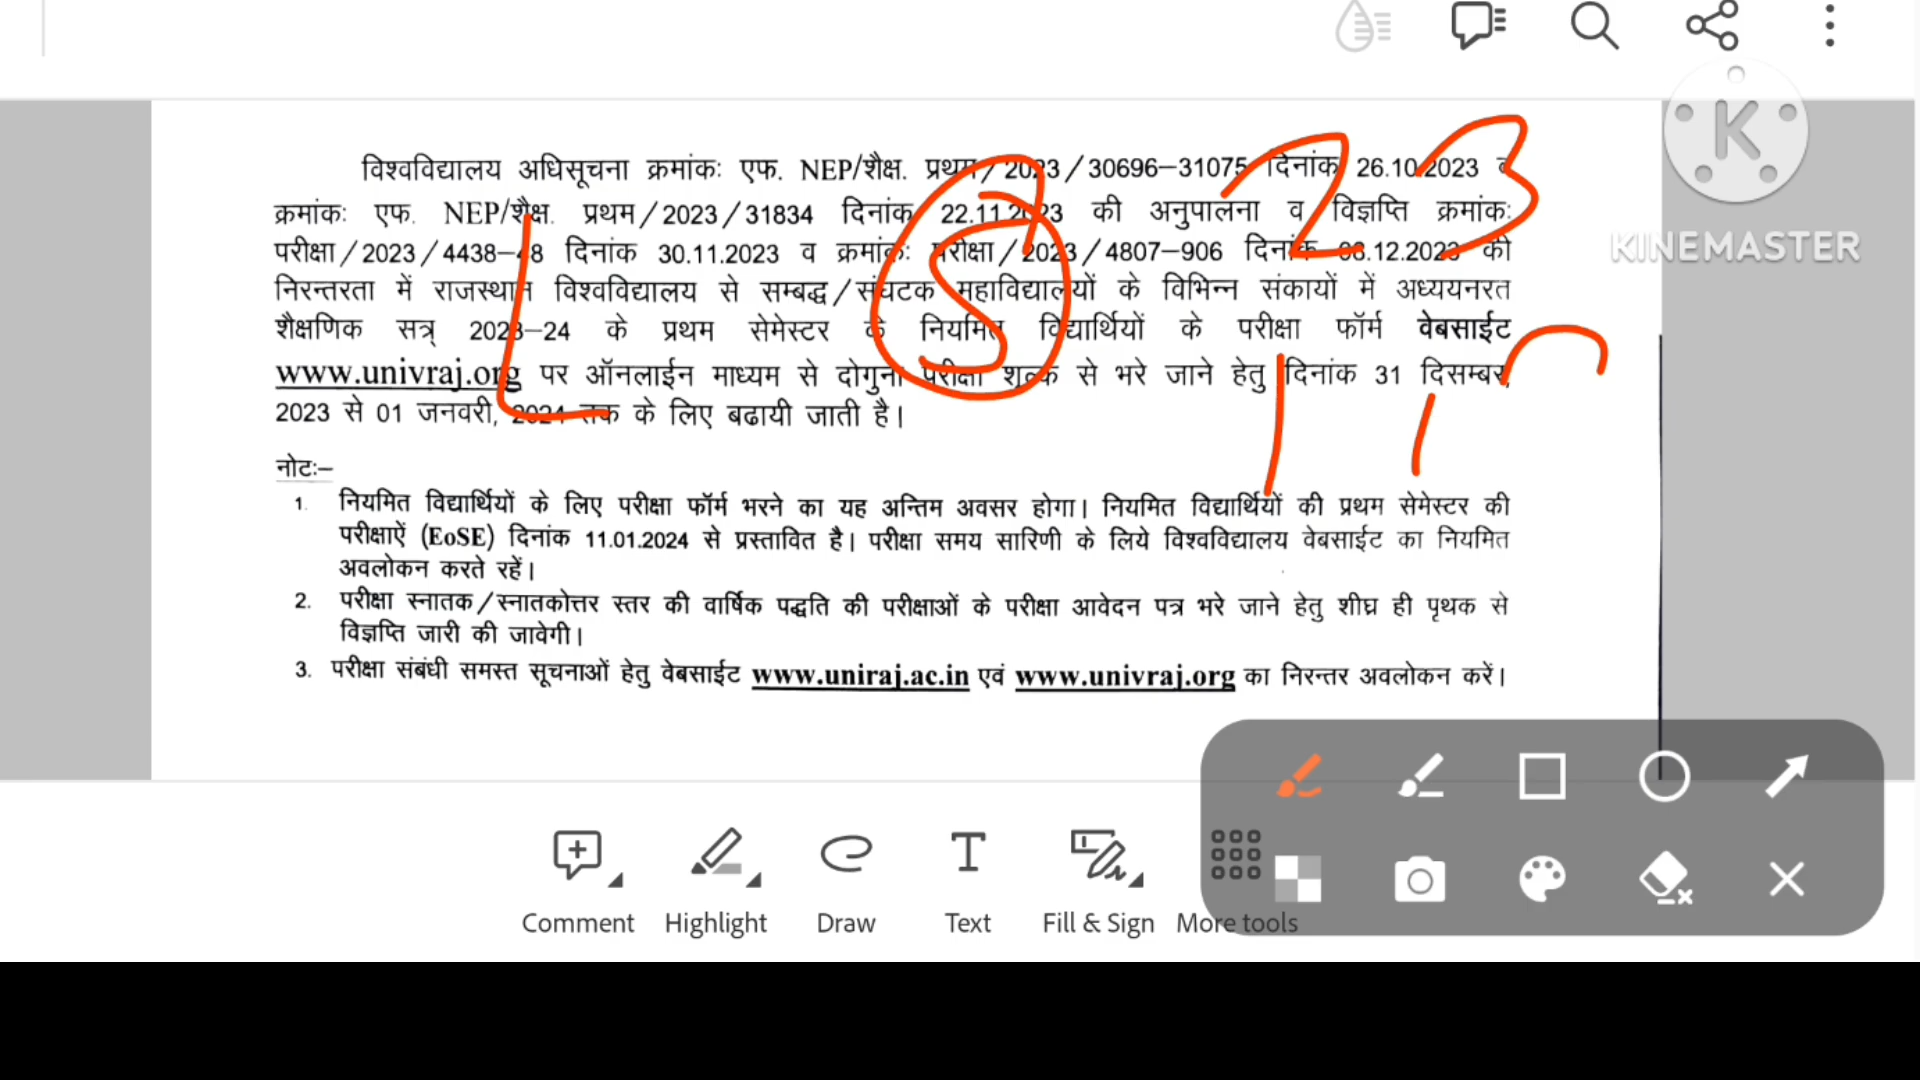 KINEMASTER
विश्वविद्यालय अधिसूचना क्रमांकः एफ. NEP/शैक्ष. प्रथम/2023/30696–31075 दिनांक 26.10.2023 व
क्रमांकः एफ. NEP/शैक्ष. प्रथम/2023/31834 दिनांक 22.11.2023 की अनुपालना व विज्ञप्ति क्रमांकः
परीक्षा/2023/4438–48 दिनांक 30.11.2023 व क्रमांकः परीक्षा/2023/4807–906 दिनांक 08.12.2023 की
निरन्तरता में राजस्थान विश्वविद्यालय से सम्बद्ध/संघटक महाविद्यालयों के विभिन्न संकायों में अध्ययनरत
शैक्षणिक सत्र् 2023–24 के प्रथम सेमेस्टर के नियमित विद्यार्थियों के परीक्षा फॉर्म वेबसाईट
www.univraj.org पर ऑनलाईन माध्यम से दोगुना परीक्षा शुल्क से भरे जाने हेतु दिनांक 31 दिसम्बर,
2023 से 01 जनवरी, 2024 तक के लिए बढायी जाती है।
नोटः–
1. नियमित विद्यार्थियों के लिए परीक्षा फॉर्म भरने का यह अन्तिम अवसर होगा। नियमित विद्यार्थियों की प्रथम सेमेस्टर की
परीक्षाऐं (EoSE) दिनांक 11.01.2024 से प्रस्तावित है। परीक्षा समय सारिणी के लिये विश्वविद्यालय वेबसाईट का नियमित
अवलोकन करते रहें।
2. परीक्षा स्नातक/स्नातकोत्तर स्तर की वार्षिक पद्धति की परीक्षाओं के परीक्षा आवेदन पत्र भरे जाने हेतु शीघ्र ही पृथक से
विज्ञप्ति जारी की जावेगी।
3. परीक्षा संबंधी समस्त सूचनाओं हेतु वेबसाईट www.uniraj.ac.in एवं www.univraj.org का निरन्तर अवलोकन करें।
Comment Highlight Draw Text Fill & Sign More tools